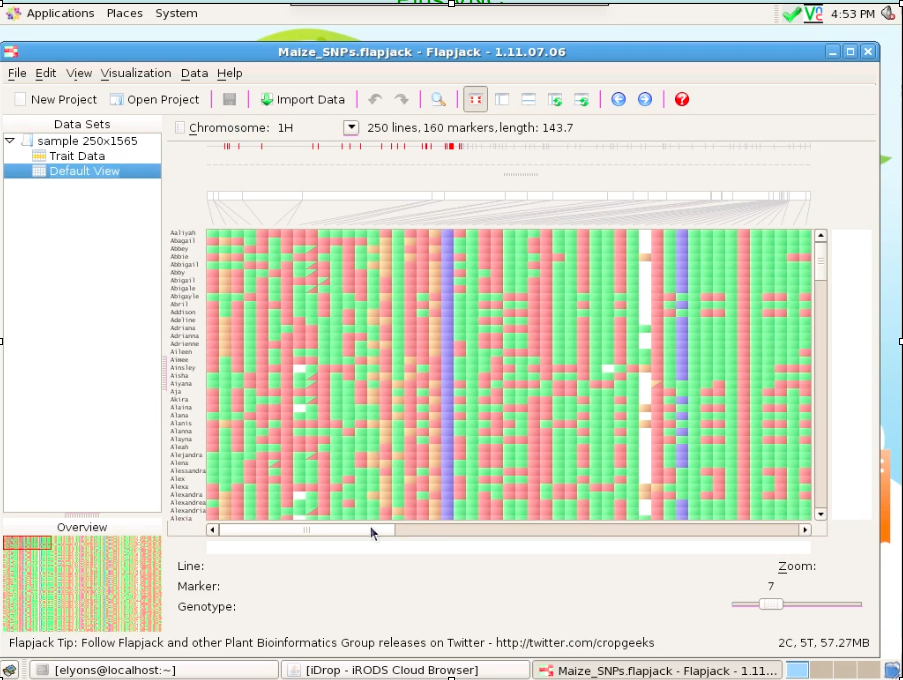 Applications Places System 4:53 PM
Maize_SNPs.flapjack - Flapjack - 1.11.07.06
File Edit View Visualization Data Help
New Project Open Project Import Data
Data Sets
Chromosome: 1H 250 lines, 160 markers, length: 143.7
sample 250x1565
Trait Data
Default View
Aaliyah
Abagail
Abbey
Abbie
Abbigail
Abby
Abigail
Abigale
Abigayle
Abril
Addison
Adeline
Adriana
Adrianna
Adrienne
Aileen
Aimee
Ainsley
Aisha
Aiyana
Aja
Akira
Alaina
Alana
Alanis
Alanna
Alayna
Aleah
Alejandra
Alena
Alessandra
Alex
Alexa
Alexandra
Alexandrea
Alexandria
Alexia
Overview
Line:
Marker:
Genotype:
Zoom:
7
Flapjack Tip: Follow Flapjack and other Plant Bioinformatics Group releases on Twitter - http://twitter.com/cropgeeks 2C, 5T, 57.27MB
[elyons@localhost:~] [iDrop - iRODS Cloud Browser] Maize_SNPs.flapjack - Flapjack - 1.11...